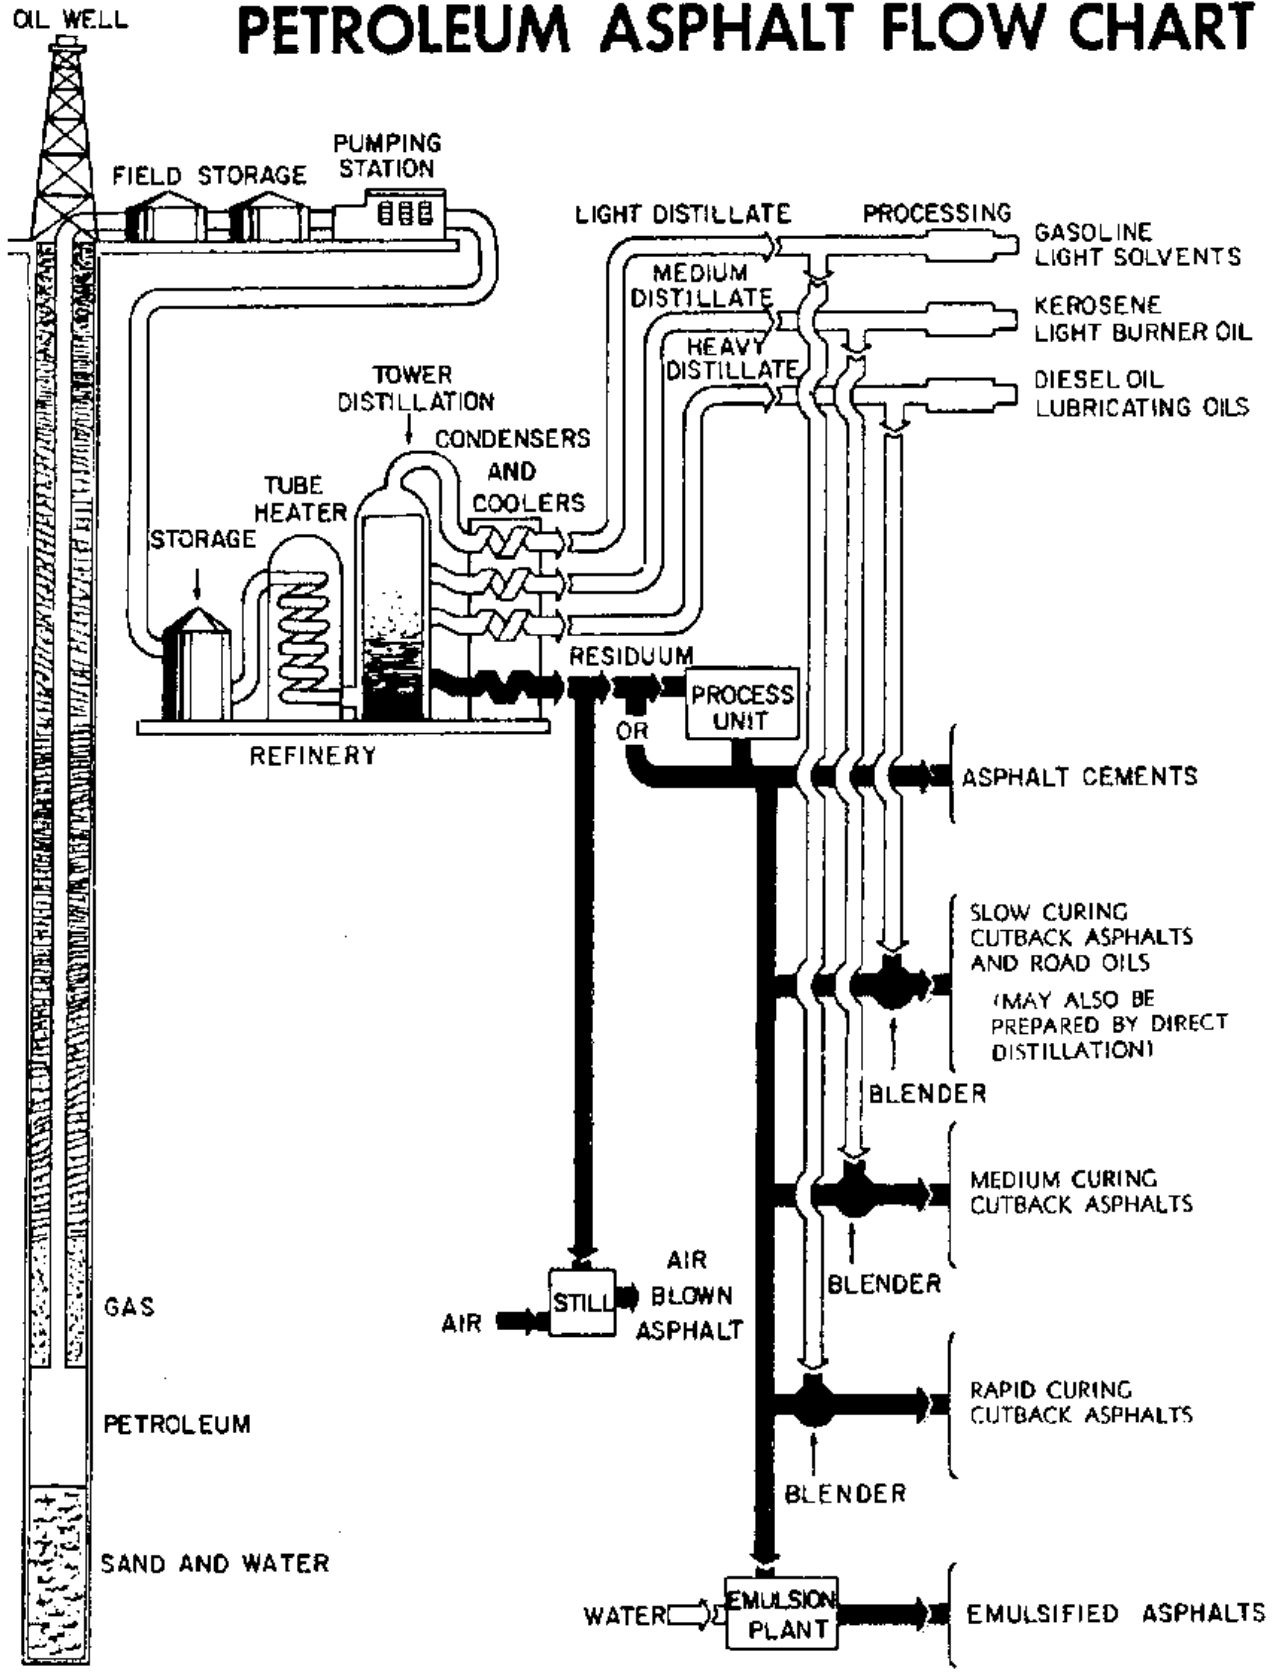 OIL WELL
PETROLEUM ASPHALT FLOW CHART
PUMPING
STATION
FIELD STORAGE
LIGHT DISTILLATE
PROCESSING
GASOLINE
LIGHT SOLVENTS
MEDIUM
DISTILLATE
KEROSENE
LIGHT BURNER OIL
HEAVY
DISTILLATE
DIESEL OIL
LUBRICATING OILS
TOWER
DISTILLATION
CONDENSERS
AND
COOLERS
TUBE
HEATER
STORAGE
RESIDUUM
PROCESS
UNIT
OR
REFINERY
ASPHALT CEMENTS
SLOW CURING
CUTBACK ASPHALTS
AND ROAD OILS
(MAY ALSO BE
PREPARED BY DIRECT
DISTILLATION)
BLENDER
MEDIUM CURING
CUTBACK ASPHALTS
BLENDER
AIR
BLOWN
ASPHALT
STILL
AIR
GAS
RAPID CURING
CUTBACK ASPHALTS
PETROLEUM
BLENDER
SAND AND WATER
WATER
EMULSION
PLANT
EMULSIFIED ASPHALTS